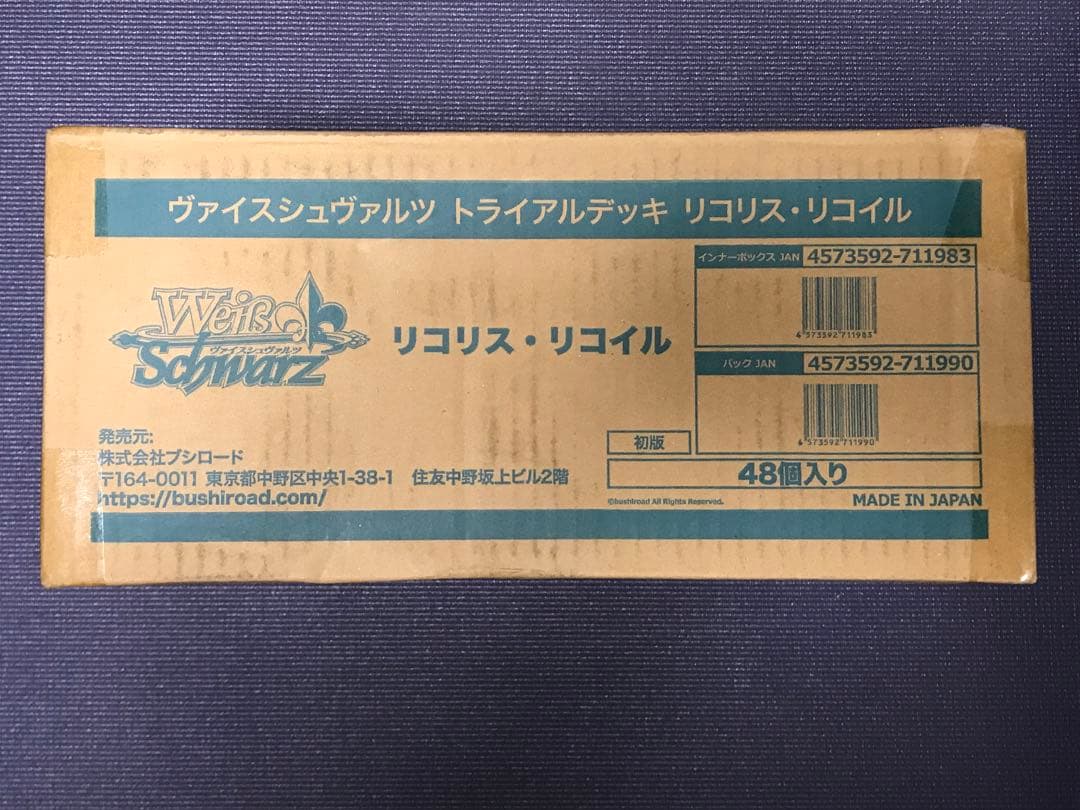 ヴァイスシュヴァルツ トライアルデッキ リコリス・リコイル
インナーボックス JAN 4573592-711983
4 573592 711983
Weiß
ヴァイスシュヴァルツ
Schwarz
リコリス・リコイル
パック JAN 4573592-711990
4 573592 711990
発売元:
株式会社ブシロード
〒164-0011 東京都中野区中央1-38-1 住友中野坂上ビル2階
https://bushiroad.com/
初版
48個入り
©bushiroad All Rights Reserved.
MADE IN JAPAN